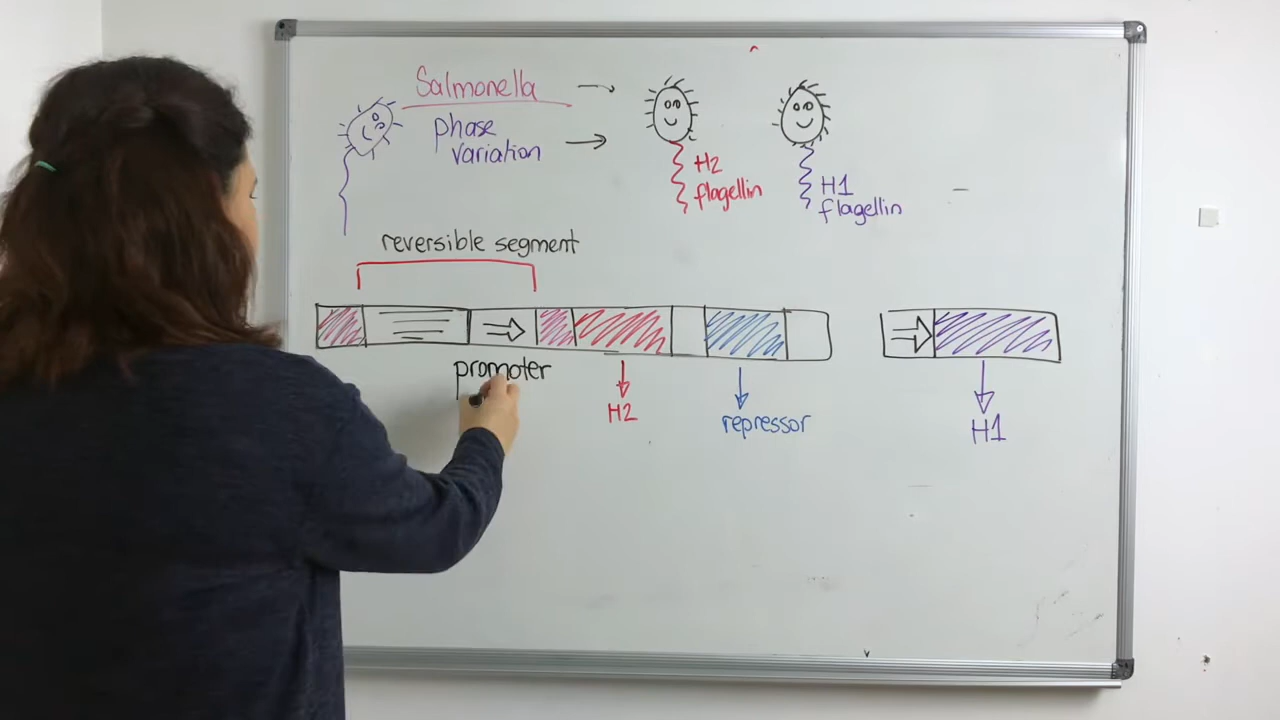 Salmonella
phase
variation
H2
flagellin
H1
flagellin
reversible segment
promoter
H2
repressor
H1